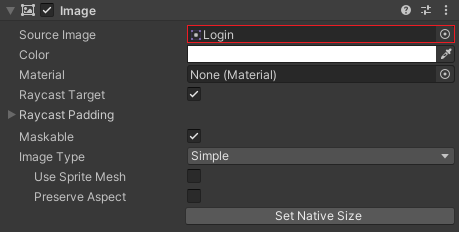 Image
Source Image Login
Color
Material None (Material)
Raycast Target
Raycast Padding
Maskable
Image Type Simple
Use Sprite Mesh
Preserve Aspect
Set Native Size